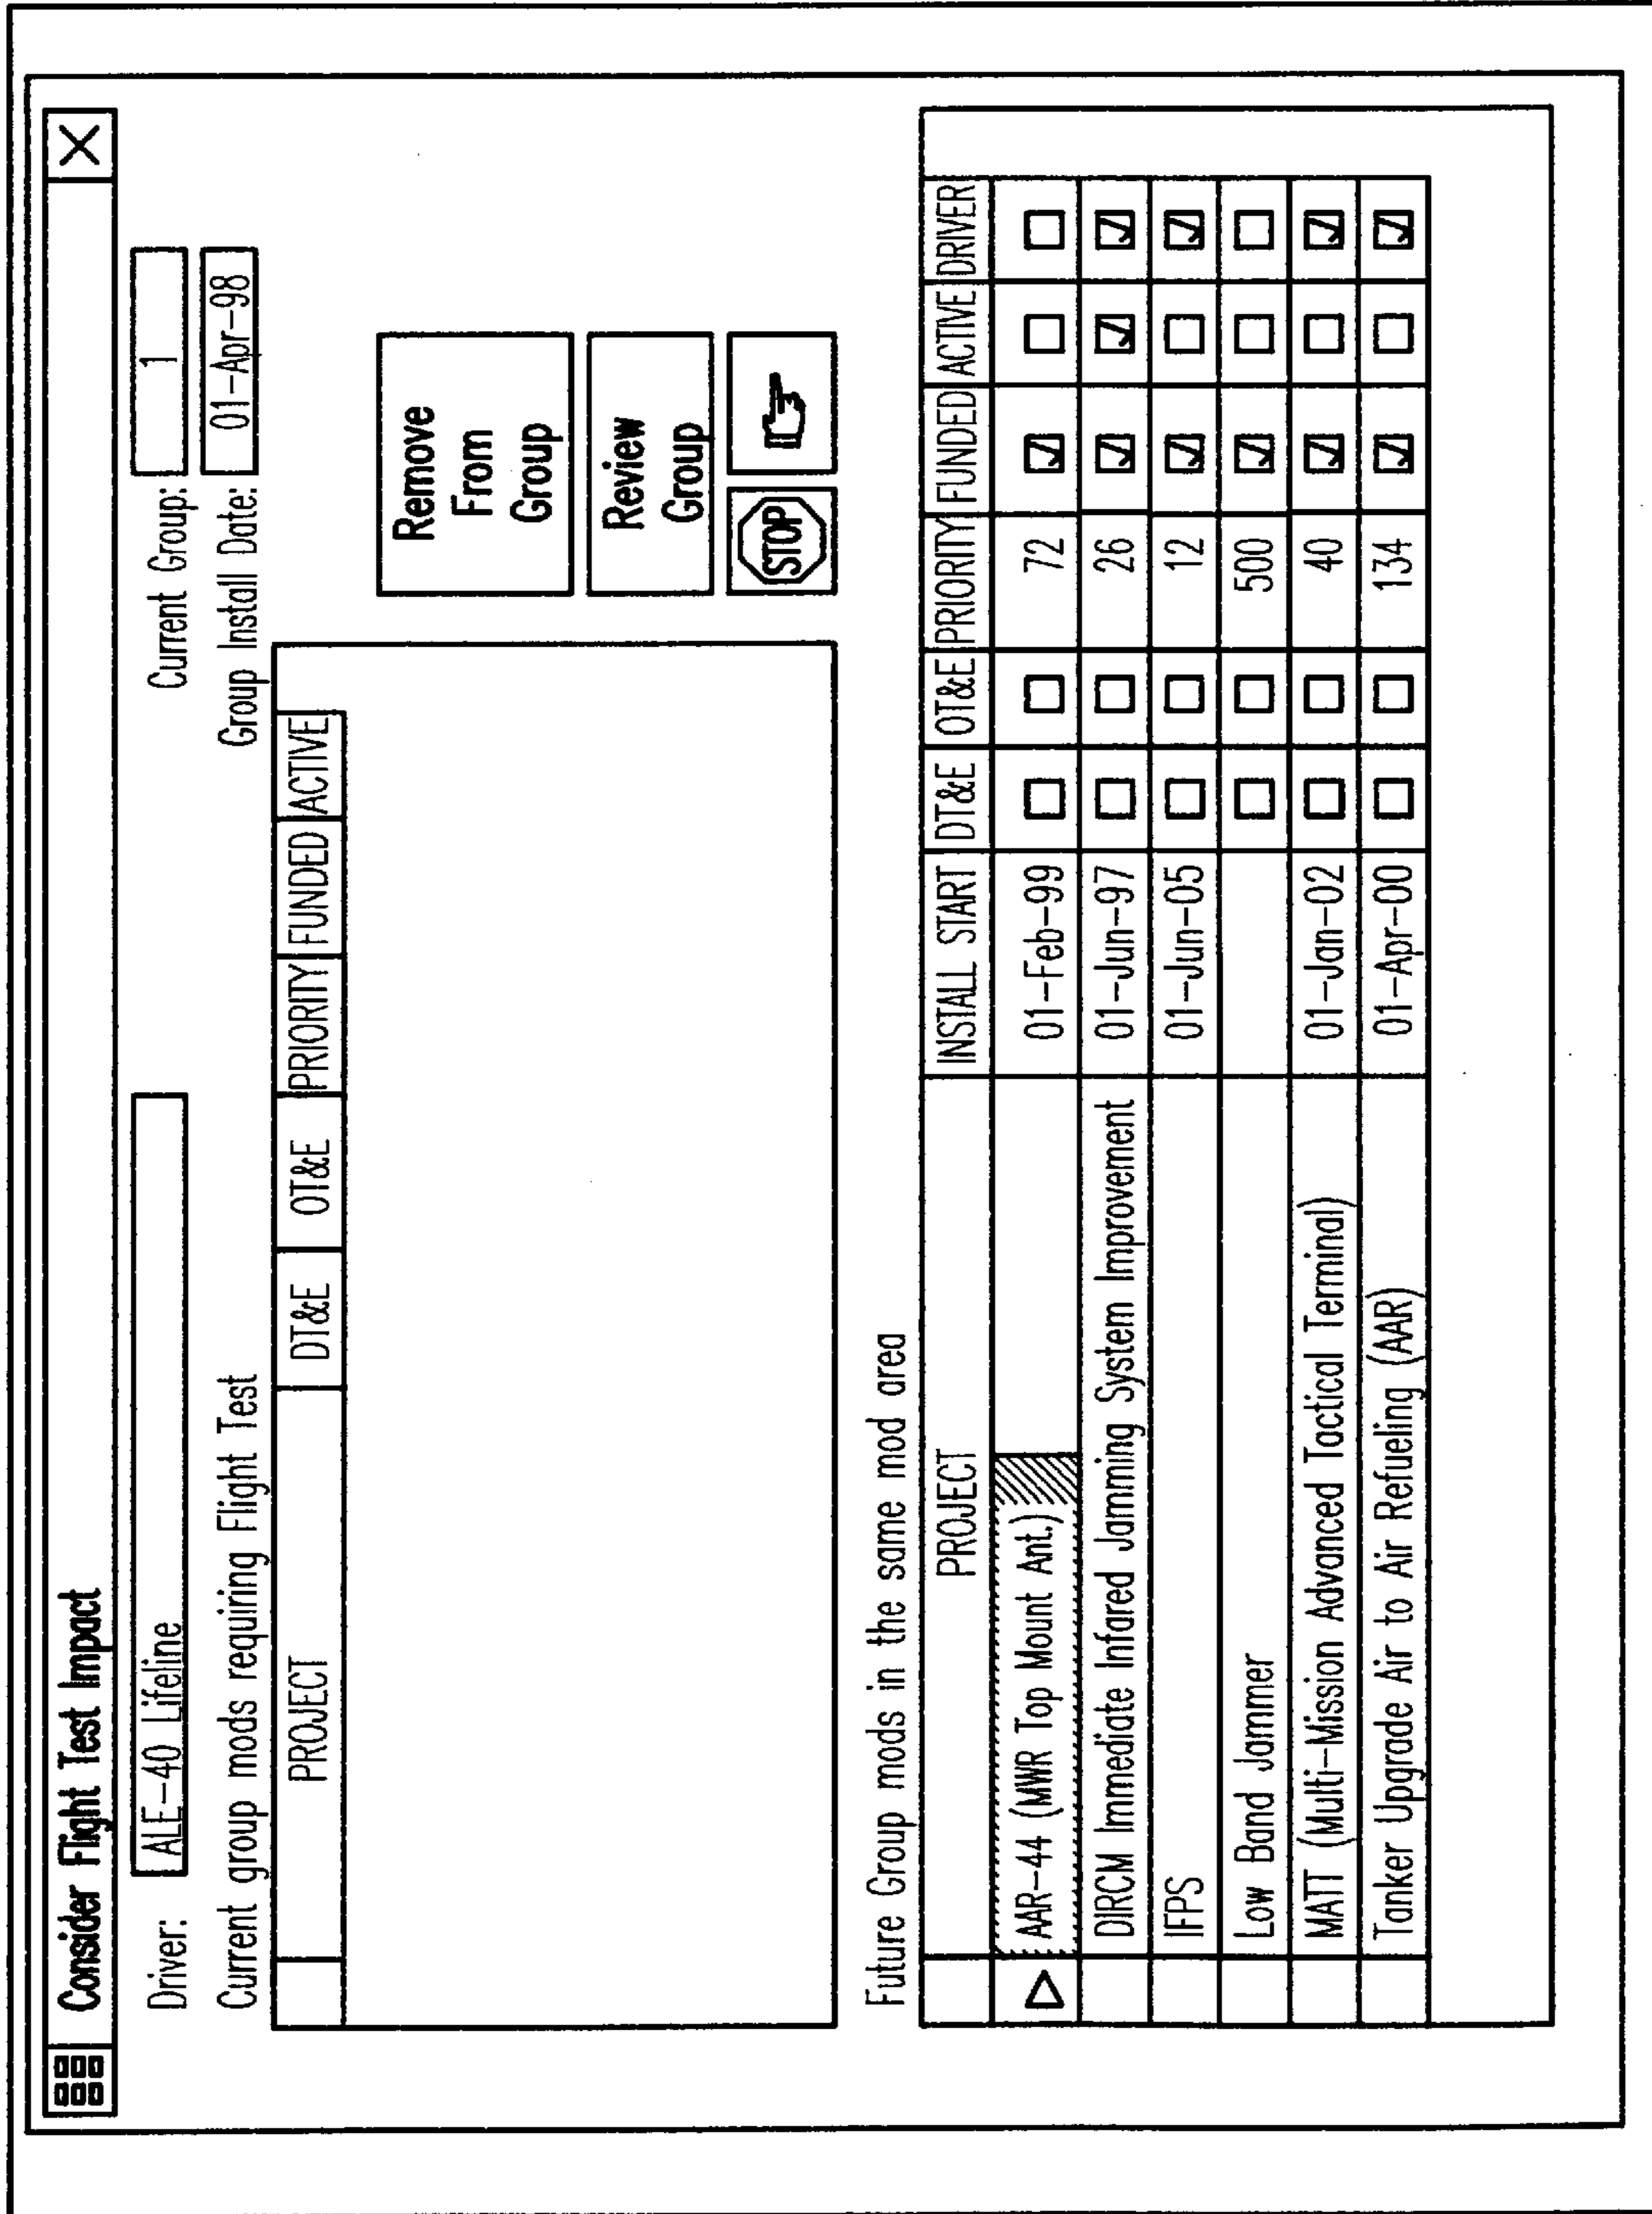 Consider Flight Test Impact
Driver: ALE-40 Lifeline Current Group: 1
Group Install Date: 01-Apr-98
Current group mods requiring Flight Test
PROJECT DT&E OT&E PRIORITY FUNDED ACTIVE
Remove
From
Group
Review
Group
STOP
Future Group mods in the same mod area
PROJECT INSTALL START DT&E OT&E PRIORITY FUNDED ACTIVE DRIVER
AAR-44 (MWR Top Mount Ant.) 01-Feb-99 72
DIRCM Immediate Infared Jamming System Improvement 01-Jun-97 26
IFPS 01-Jun-05 12
Low Band Jammer 500
MATT (Multi-Mission Advanced Tactical Terminal) 01-Jan-02 40
Tanker Upgrade Air to Air Refueling (AAR) 01-Apr-00 134